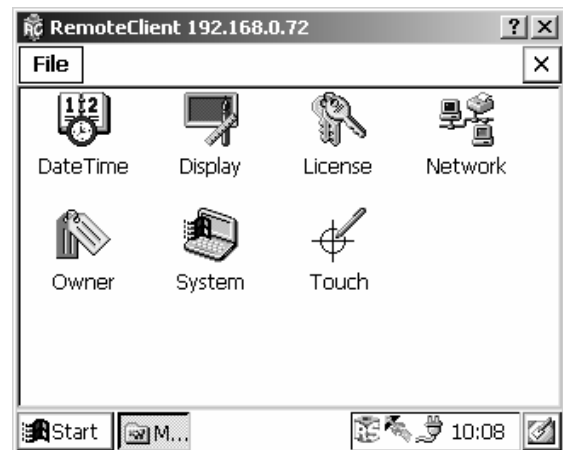 RemoteClient 192.168.0.72 ? X
File X
DateTime Display License Network
Owner System Touch
Start M... 10:08